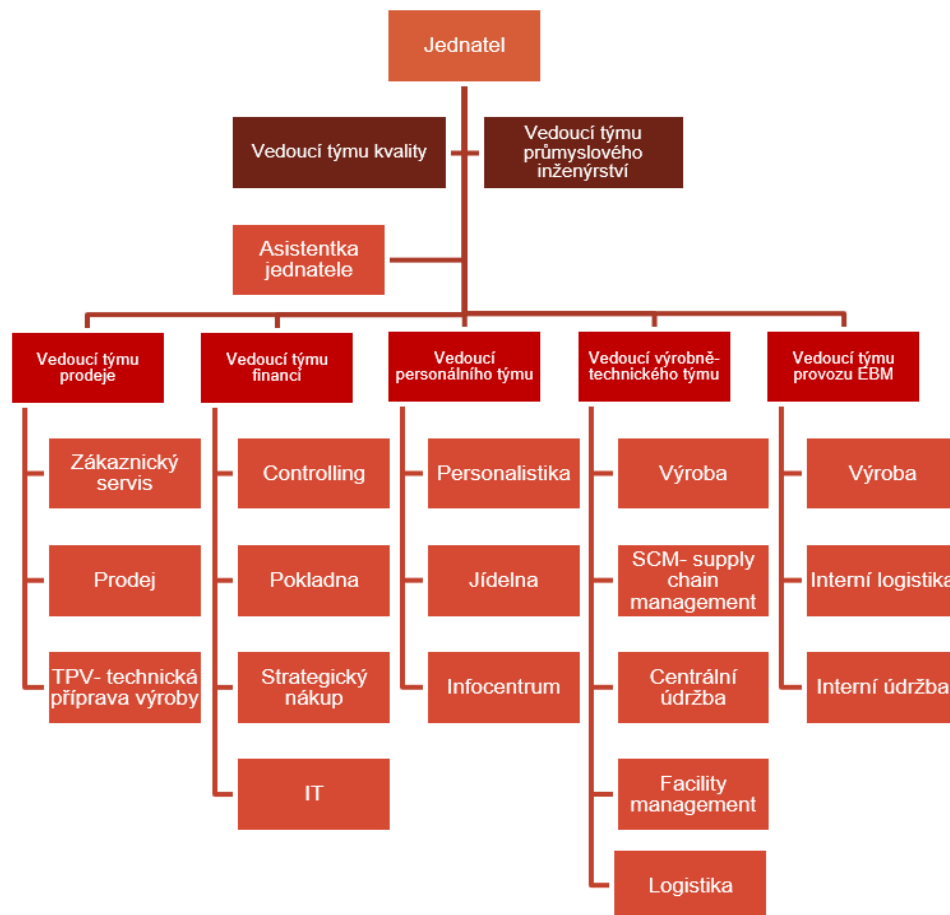 Jednatel
Vedoucí týmu kvality
Vedoucí týmu
průmyslového
inženýrství
Asistentka
jednatele
Vedoucí týmu
prodeje
Vedoucí týmu
financí
Vedoucí
personálního týmu
Vedoucí výrobně-
technického týmu
Vedoucí týmu
provozu EBM
Zákaznický
servis
Controlling
Personalistika
Výroba
Výroba
Prodej
Pokladna
Jídelna
SCM- supply
chain
management
Interní logistika
TPV- technická
příprava výroby
Strategický
nákup
Infocentrum
Centrální
údržba
Interní údržba
IT
Facility
management
Logistika